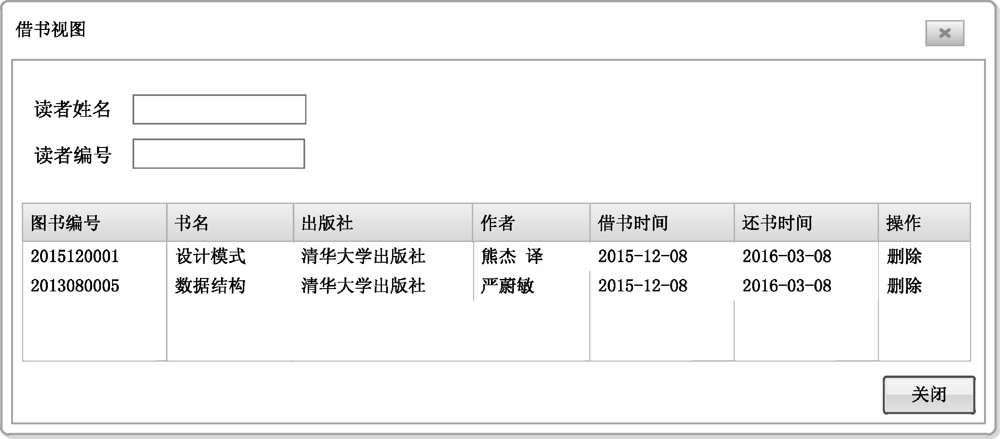 借书视图
读者姓名
读者编号
图书编号 书名 出版社 作者 借书时间 还书时间 操作
2015120001 设计模式 清华大学出版社 熊杰 译 2015-12-08 2016-03-08 删除
2013080005 数据结构 清华大学出版社 严蔚敏 2015-12-08 2016-03-08 删除
关闭